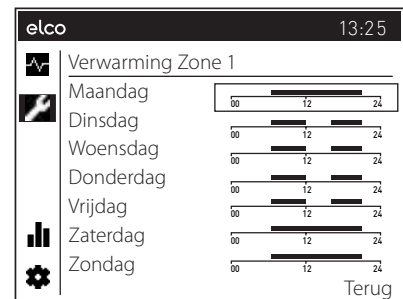 elco 13:25
Verwarming Zone 1
Maandag 00 12 24
Dinsdag 00 12 24
Woensdag 00 12 24
Donderdag 00 12 24
Vrijdag 00 12 24
Zaterdag 00 12 24
Zondag 00 12 24
Terug